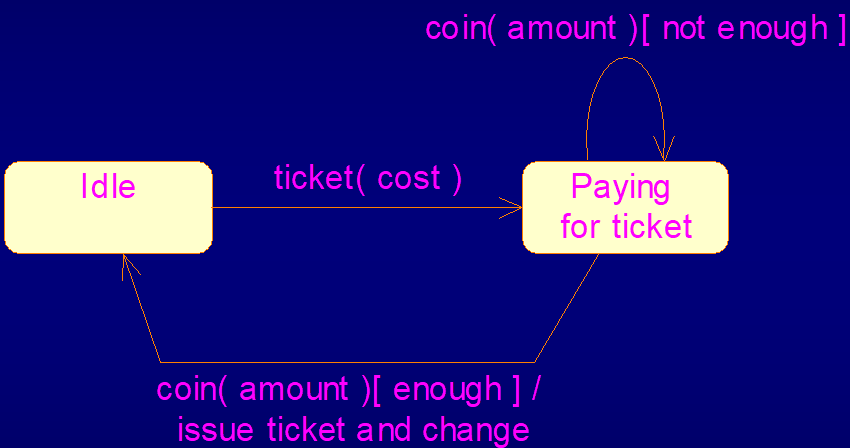 coin( amount )[ not enough ]
Idle
ticket( cost )
Paying
for ticket
coin( amount )[ enough ] /
issue ticket and change